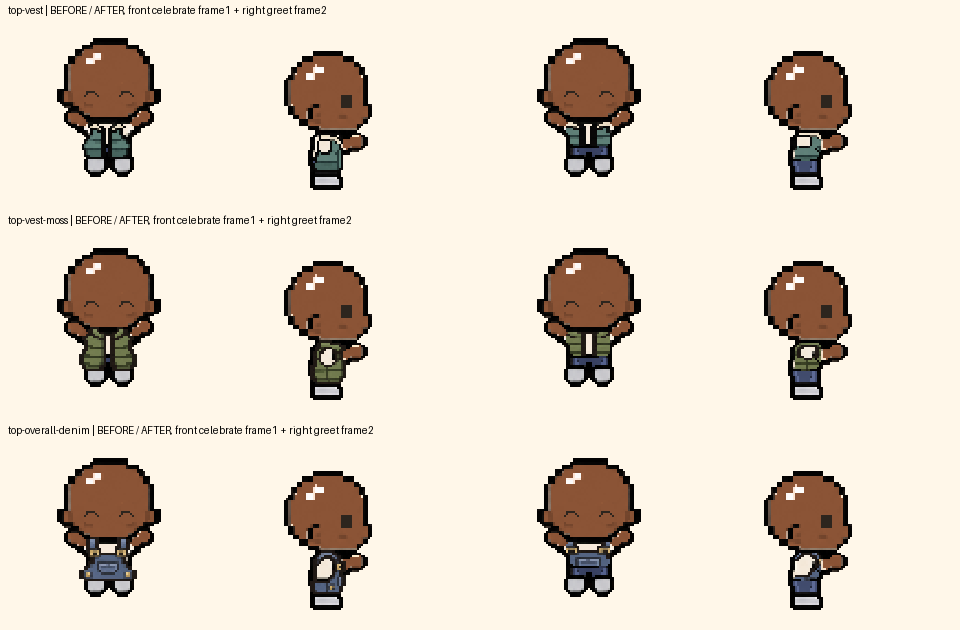 top-vest | BEFORE / AFTER, front celebrate frame1 + right greet frame2
top-vest-moss | BEFORE / AFTER, front celebrate frame1 + right greet frame2
top-overall-denim | BEFORE / AFTER, front celebrate frame1 + right greet frame2